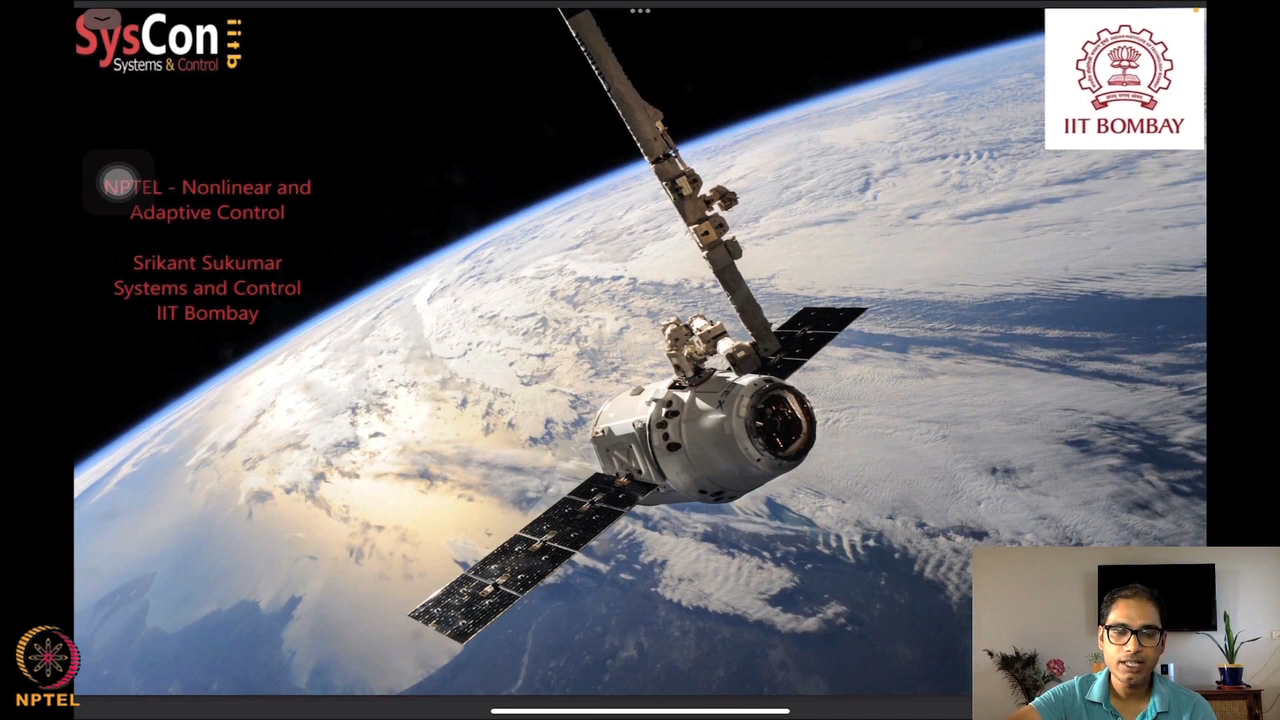 SysCon
iitb
Systems & Control
IIT BOMBAY
NPTEL - Nonlinear and
Adaptive Control
Srikant Sukumar
Systems and Control
IIT Bombay
NPTEL